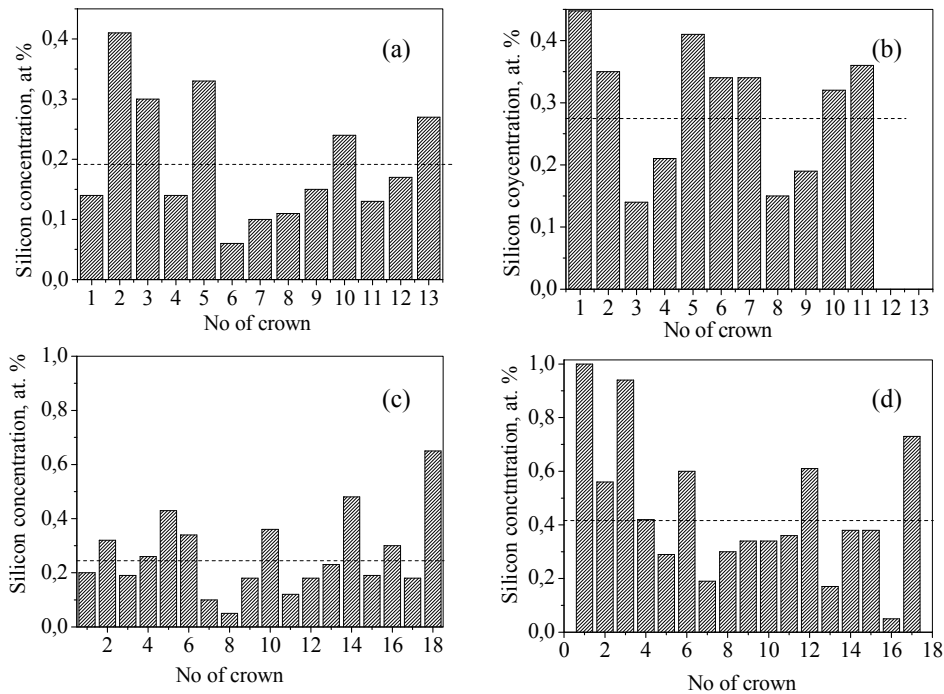 (a)
Silicon concentration, at %
0,4
0,3
0,2
0,1
0,0
1 2 3 4 5 6 7 8 9 10 11 12 13
No of crown
(b)
Silicon coycentration, at. %
0,4
0,3
0,2
0,1
0,0
1 2 3 4 5 6 7 8 9 10 11 12 13
No of crown
(c)
Silicon concentration, at. %
1,0
0,8
0,6
0,4
0,2
0,0
2 4 6 8 10 12 14 16 18
No of crown
(d)
Silicon conctntration, at. %
1,0
0,8
0,6
0,4
0,2
0,0
0 2 4 6 8 10 12 14 16 18
No of crown